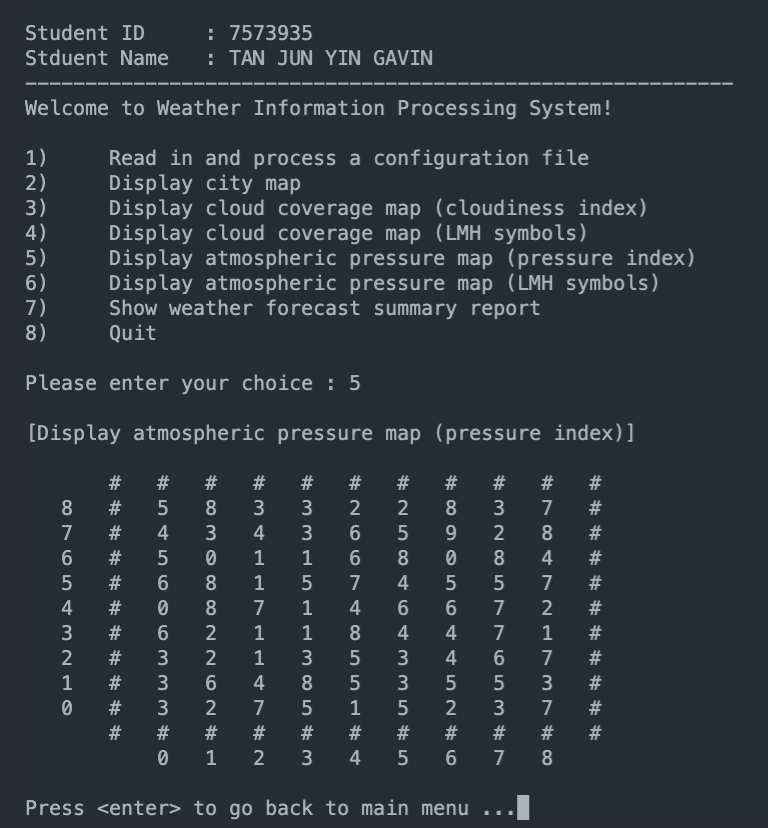 Student ID     : 7573935
Stduent Name   : TAN JUN YIN GAVIN
-----------------------------------------------------------
Welcome to Weather Information Processing System!
1)     Read in and process a configuration file
2)     Display city map
3)     Display cloud coverage map (cloudiness index)
4)     Display cloud coverage map (LMH symbols)
5)     Display atmospheric pressure map (pressure index)
6)     Display atmospheric pressure map (LMH symbols)
7)     Show weather forecast summary report
8)     Quit
Please enter your choice : 5
[Display atmospheric pressure map (pressure index)]
       #   #   #   #   #   #   #   #   #   #   #
   8   #   5   8   3   3   2   2   8   3   7   #
   7   #   4   3   4   3   6   5   9   2   8   #
   6   #   5   0   1   1   6   8   0   8   4   #
   5   #   6   8   1   5   7   4   5   5   7   #
   4   #   0   8   7   1   4   6   6   7   2   #
   3   #   6   2   1   1   8   4   4   7   1   #
   2   #   3   2   1   3   5   3   4   6   7   #
   1   #   3   6   4   8   5   3   5   5   3   #
   0   #   3   2   7   5   1   5   2   3   7   #
       #   #   #   #   #   #   #   #   #   #   #
           0   1   2   3   4   5   6   7   8
Press <enter> to go back to main menu ...